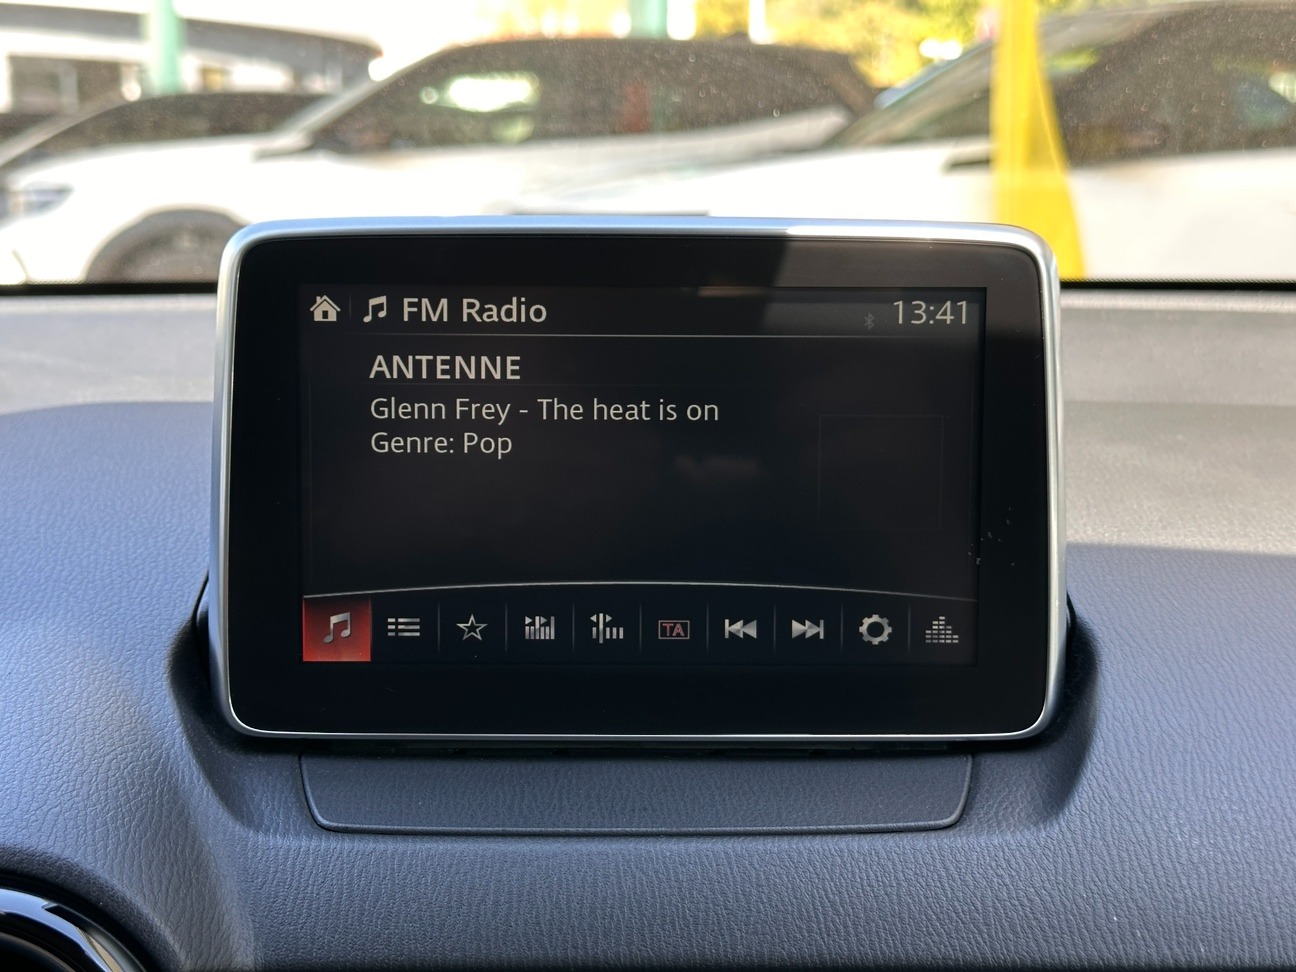 FM Radio
13:41
ANTENNE
Glenn Frey - The heat is on
Genre: Pop
TA